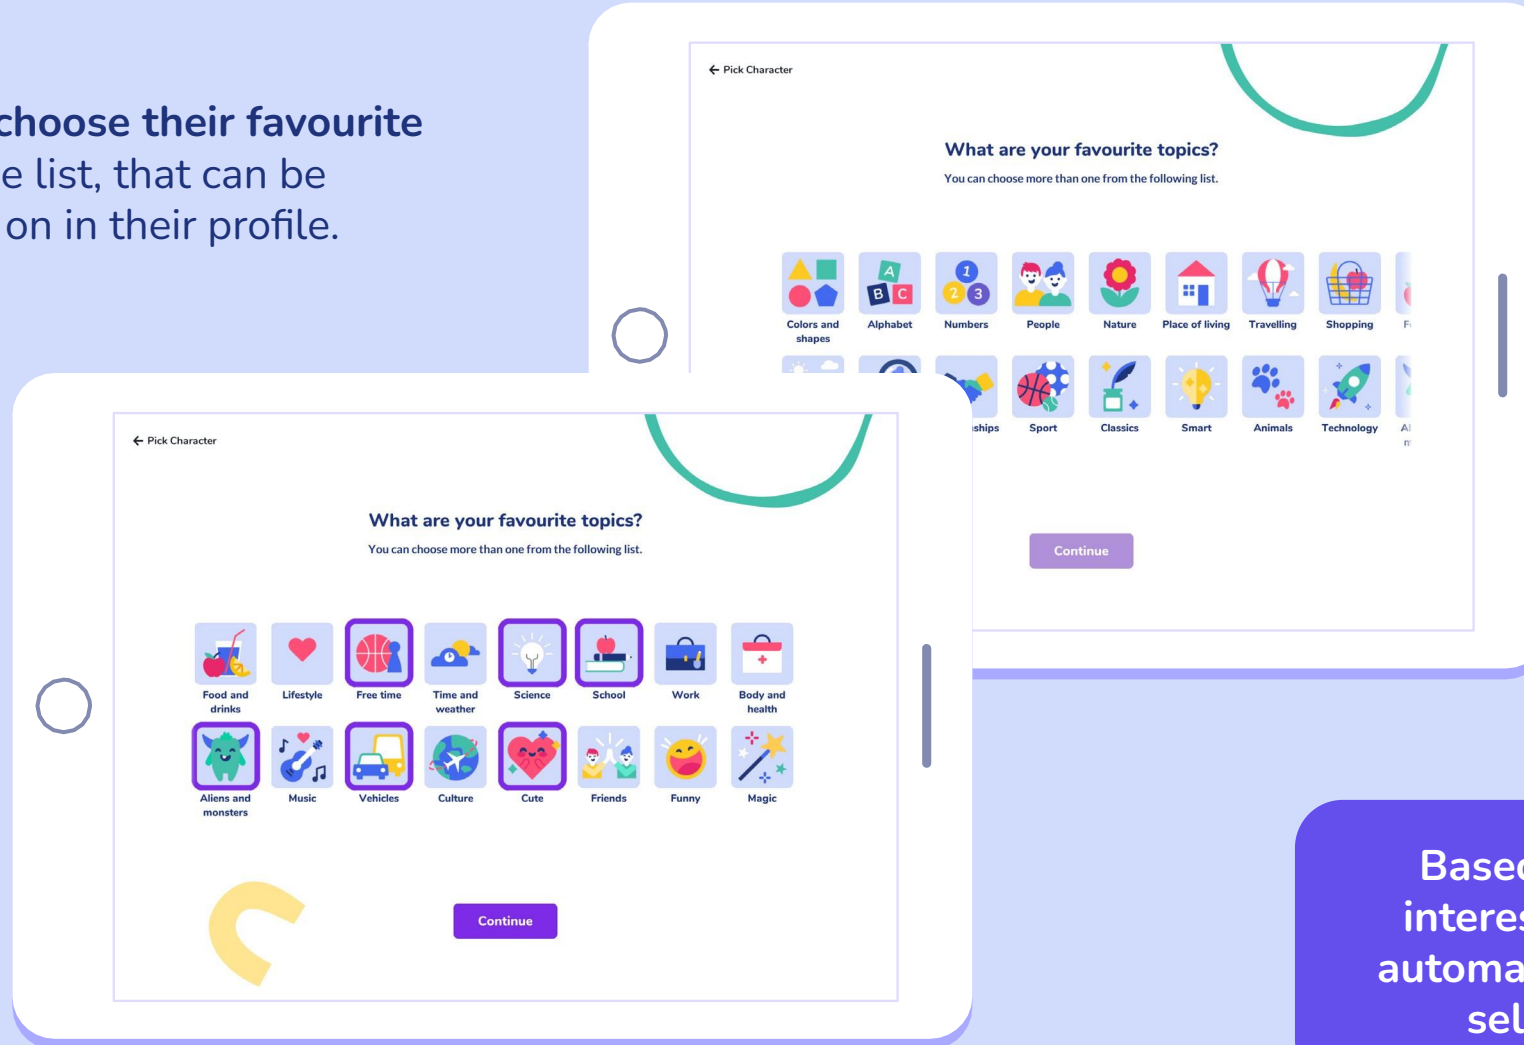 choose their favourite
e list, that can be
on in their profile.
← Pick Character
What are your favourite topics?
You can choose more than one from the following list.
A
B C
1
2 3
Colors and shapes
Alphabet
Numbers
People
Nature
Place of living
Travelling
Shopping
Sport
Classics
Smart
Animals
Technology
Continue
← Pick Character
What are your favourite topics?
You can choose more than one from the following list.
Food and drinks
Lifestyle
Free time
Time and weather
Science
School
Work
Body and health
Aliens and monsters
Music
Vehicles
Culture
Cute
Friends
Funny
Magic
Continue
Based
interes
automa
sel